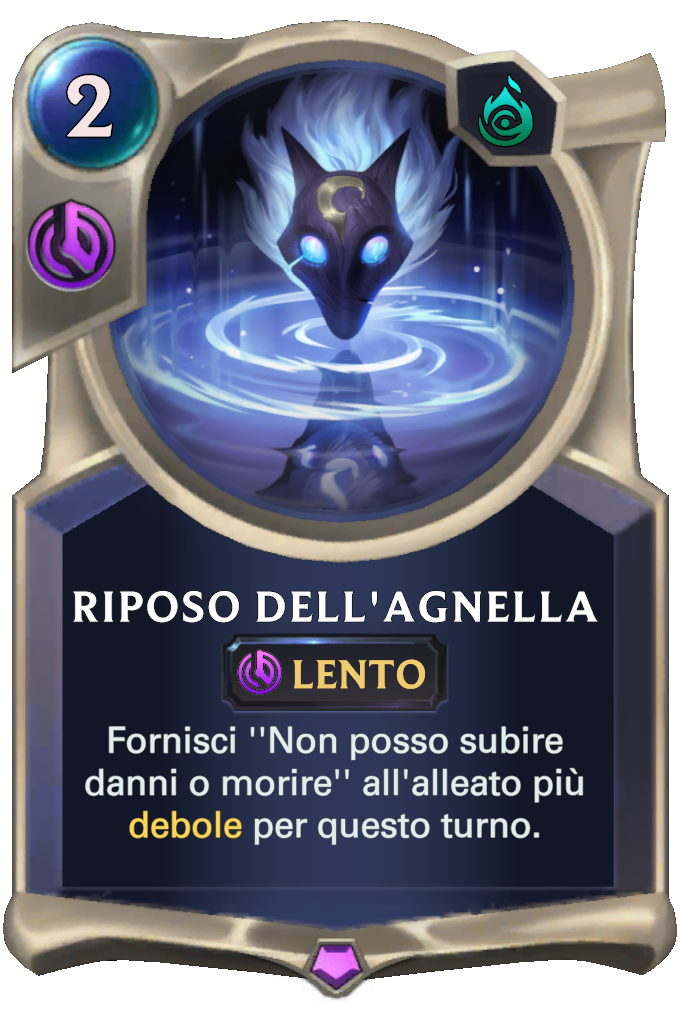 2
RIPOSO DELL'AGNELLA
LENTO
Fornisci ''Non posso subire
danni o morire'' all'alleato più
debole per questo turno.